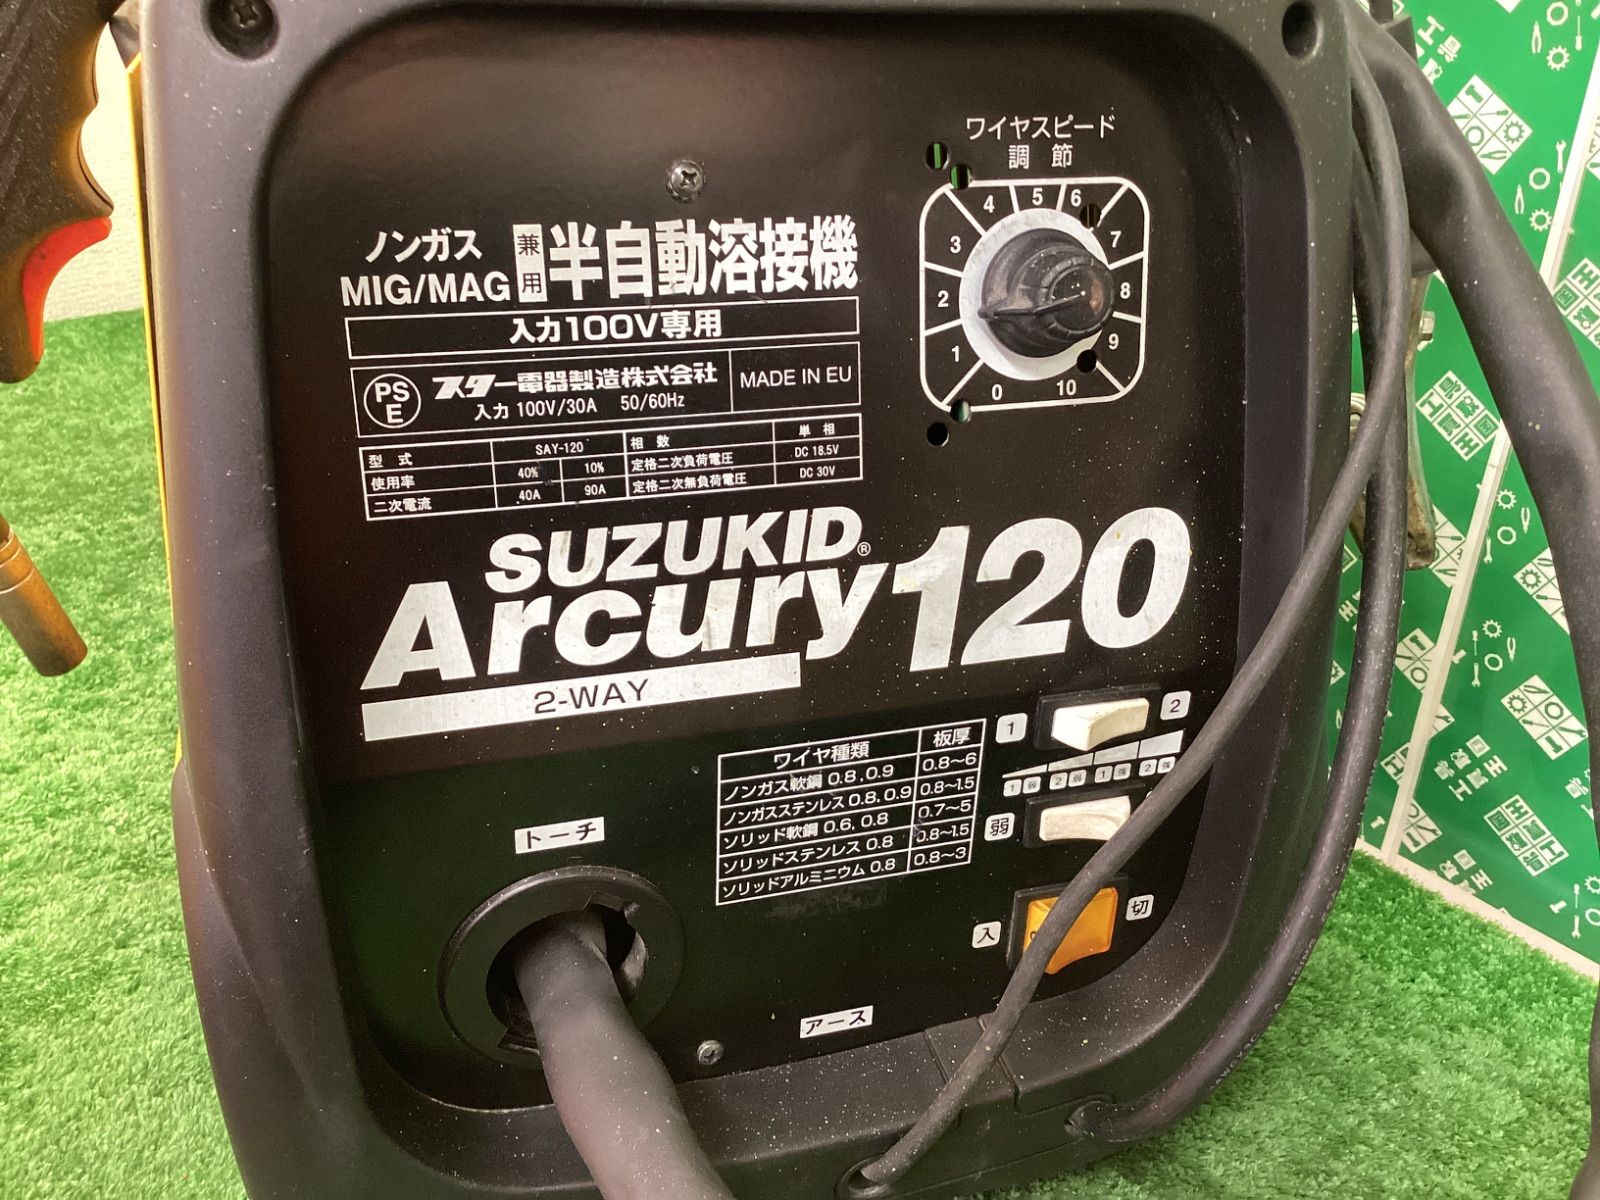 ワイヤスピード
調 節
0 1 2 3 4 5 6 7 8 9 10
ノンガス
MIG/MAG
兼用
半自動溶接機
入力100V専用
PSE
スター電器製造株式会社
入力 100V/30A 50/60Hz
MADE IN EU
型 式 SAY-120 相 数 単 相
使用率 40% 10% 定格二次負荷電圧 DC 18.5V
二次電流 40A 90A 定格二次無負荷電圧 DC 30V
SUZUKID®
Arcury120
2-WAY
ワイヤ種類 板厚
ノンガス軟鋼 0.8,0.9 0.8~6
ノンガスステンレス 0.8,0.9 0.8~1.5
ソリッド軟鋼 0.6,0.8 0.7~5
ソリッドステンレス 0.8 0.8~1.5
ソリッドアルミニウム 0.8 0.8~3
1 2
1 弱 2 弱 1 強 2 強
弱
入 切
トーチ
アース